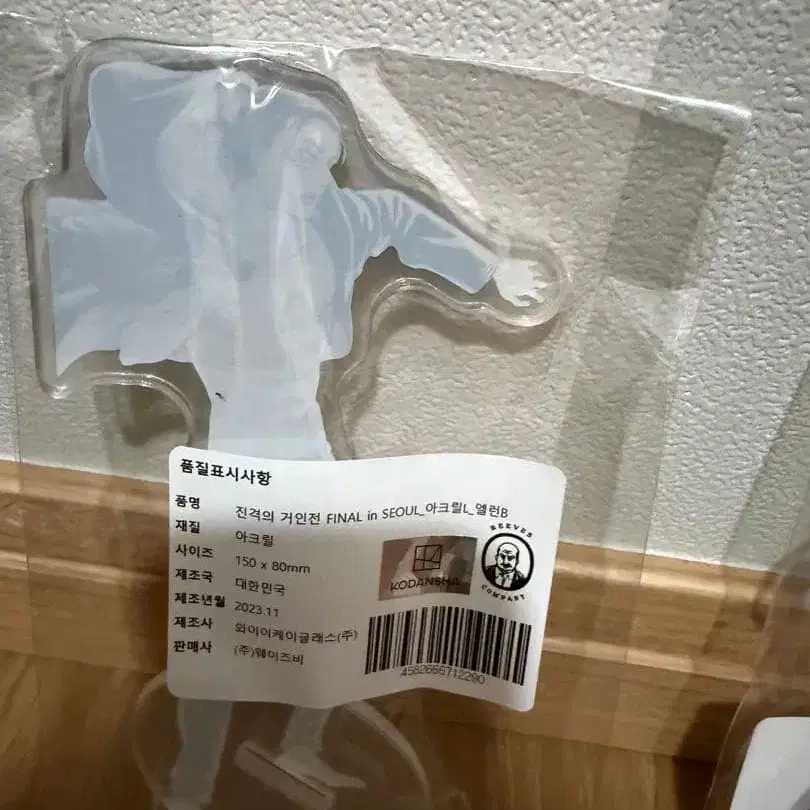 품질표시사항
품명 진격의 거인전 FINAL in SEOUL_아크릴L_엘런B
재질 아크릴
사이즈 150 x 80mm
제조국 대한민국
제조년월 2023.11
제조사 와이이케이글래스(주)
판매사 (주)웨이즈비
KODANSHA
REEVES
COMPANY
4582666712280